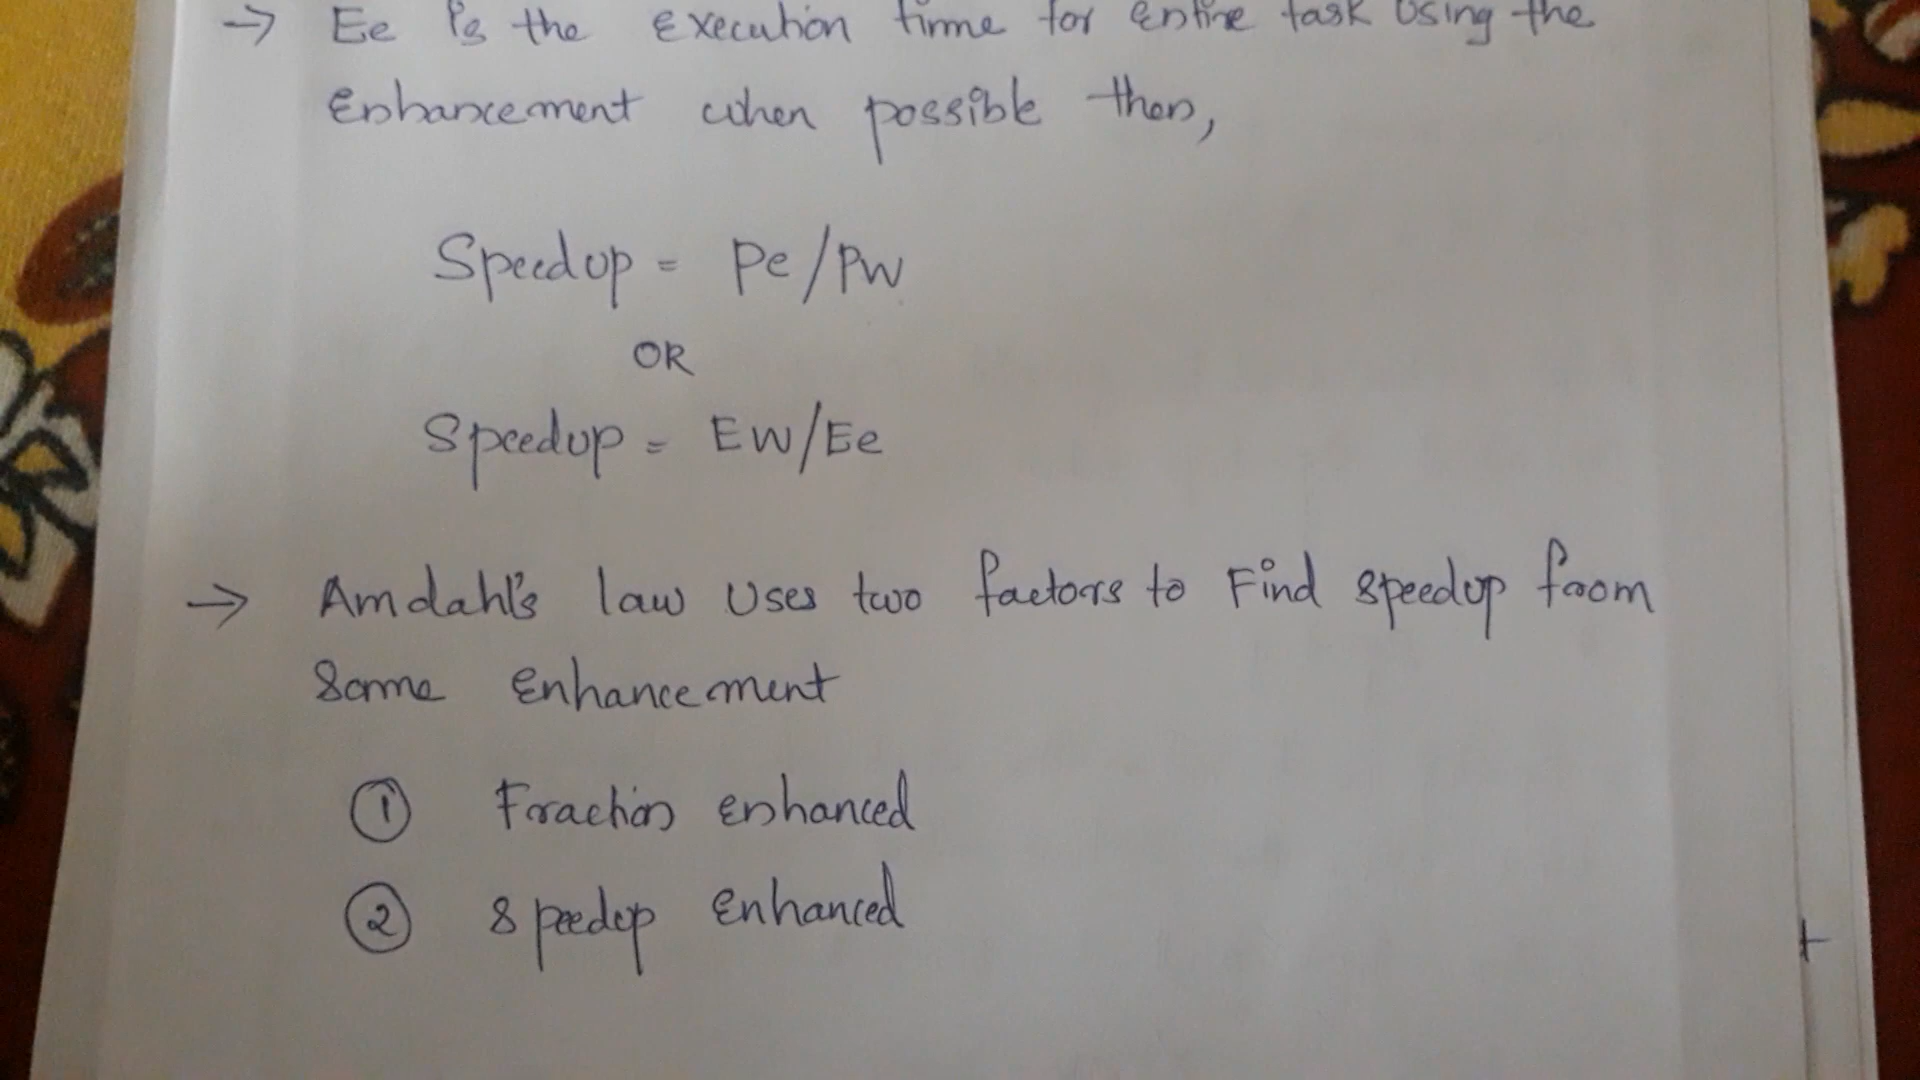 → Ee is the Execution time for Entire task Using the
Enhancement when possible then,
Speedup = Pe/Pw
OR
Speedup = EW/Ee
→ Amdahl's law Uses two factors to Find speedup from
Some Enhancement
① Fraction enhanced
② Speedup Enhanced